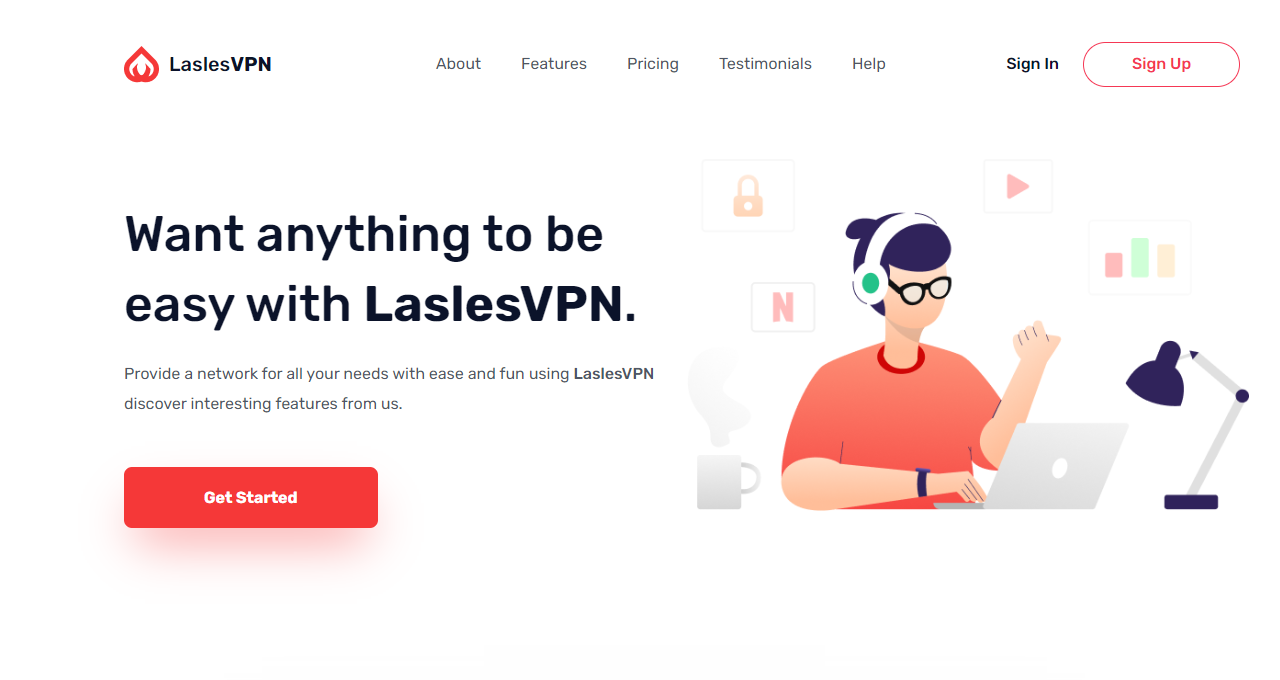 LaslesVPN
About Features Pricing Testimonials Help
Sign In
Sign Up
Want anything to be
easy with LaslesVPN.
N
Provide a network for all your needs with ease and fun using LaslesVPN
discover interesting features from us.
Get Started